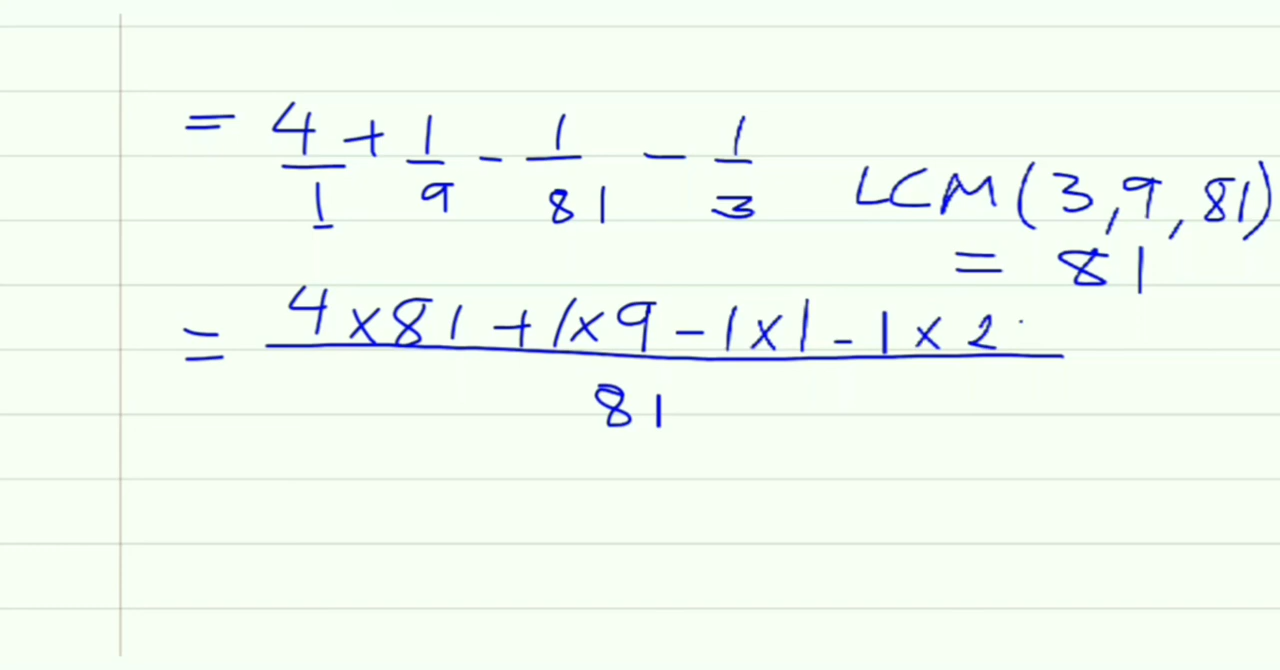 = 4/1 + 1/9 - 1/81 - 1/3
LCM(3,9,81)
= 81
= (4×81 + 1×9 - 1×1 - 1×2)/81